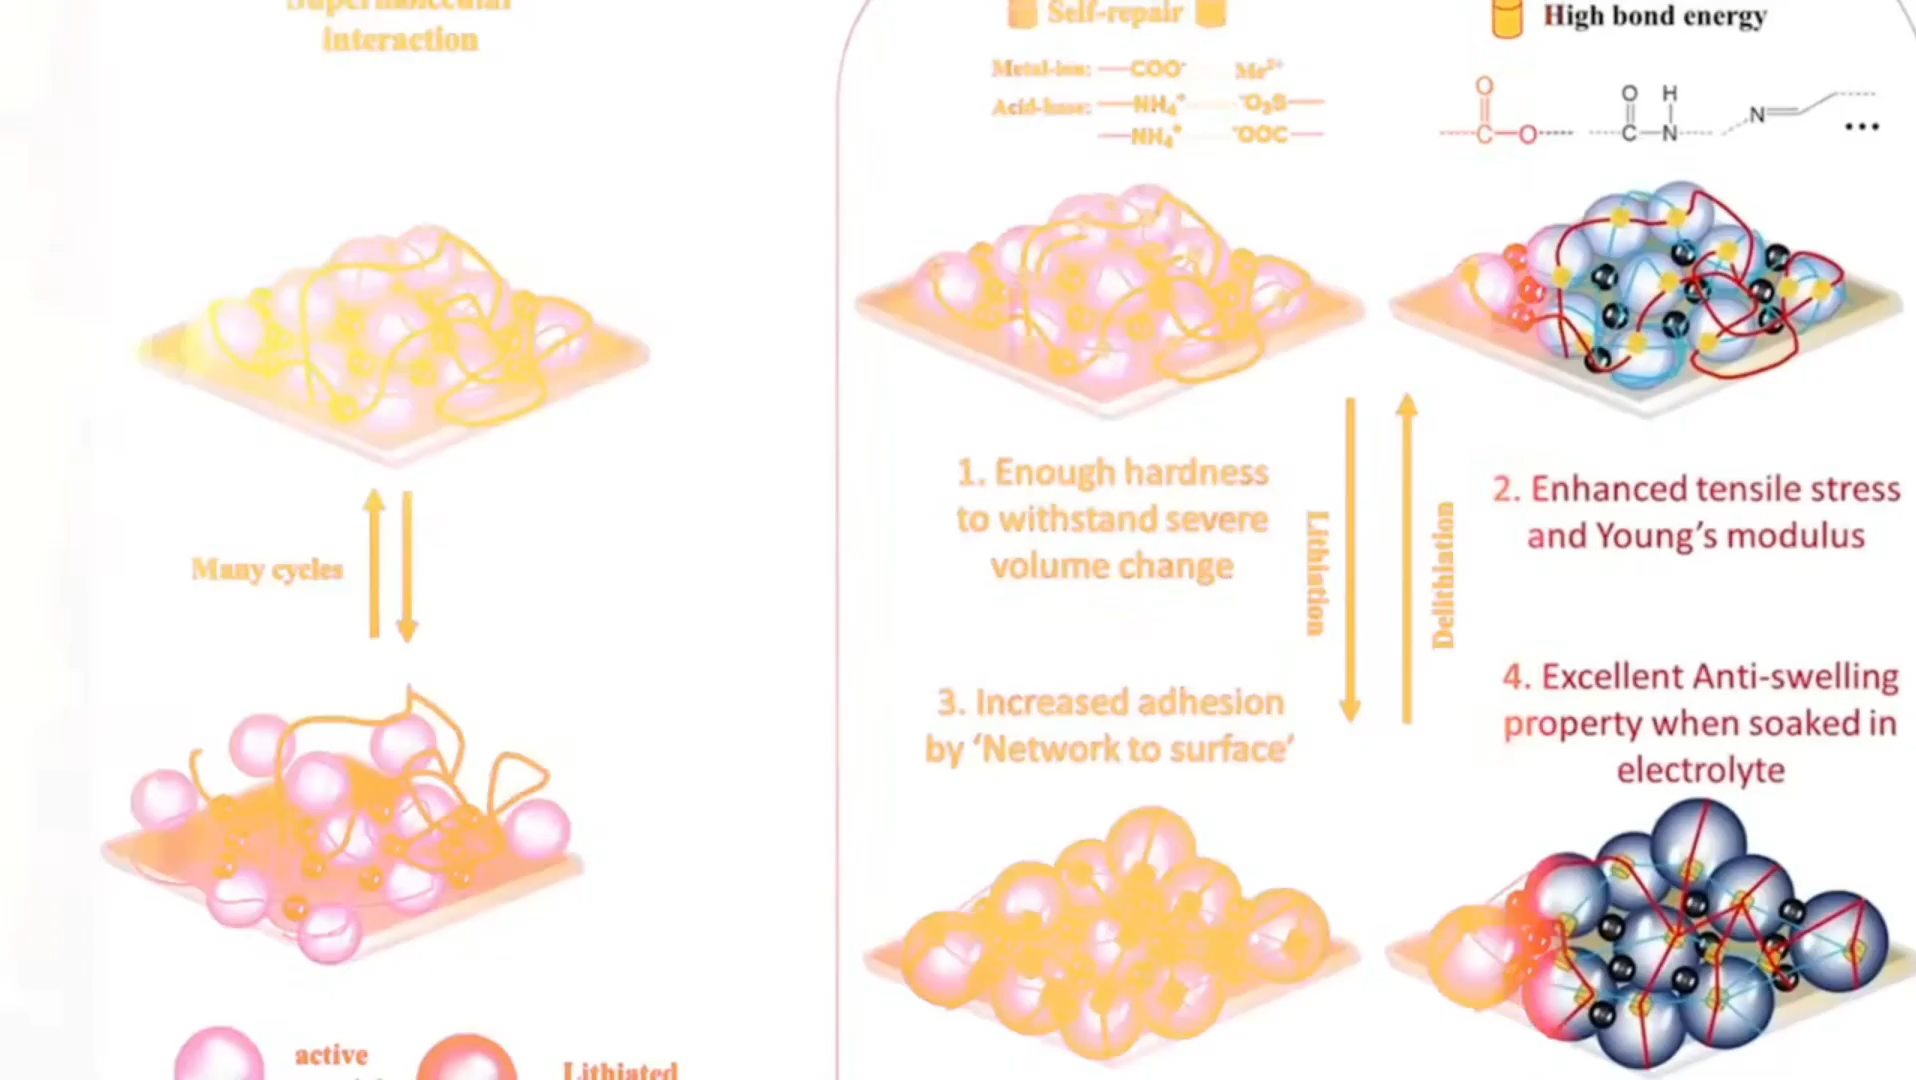 Supermolecular
interaction
Many cycles
active
Lithiated
Self-repair
Metal-ion: COO⁻
Acid-base: NH₄⁺ ⁻O₃S
NH₄⁺ ⁻OOC
High bond energy
O O H
C O C N N ...
1. Enough hardness
to withstand severe
volume change
Lithiation
Delithiation
2. Enhanced tensile stress
and Young's modulus
3. Increased adhesion
by ‘Network to surface’
4. Excellent Anti-swelling
property when soaked in
electrolyte